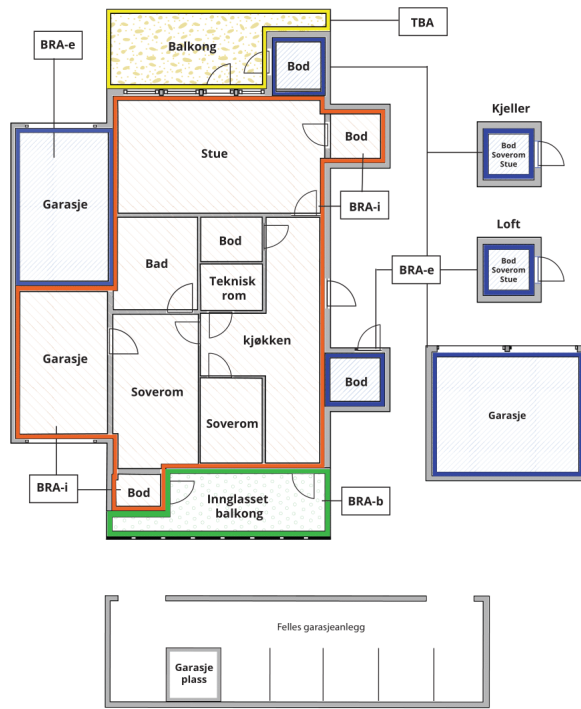 TBA
BRA-e
Balkong
Bod
Kjeller
Bod
Soverom
Stue
Bod
Stue
Garasje
BRA-i
Loft
Bod
Bad
Bod
Soverom
Stue
BRA-e
Teknisk
rom
kjøkken
Garasje
Bod
Soverom
Garasje
Soverom
BRA-i
Bod
Innglasset
balkong
BRA-b
Felles garasjeanlegg
Garasje
plass